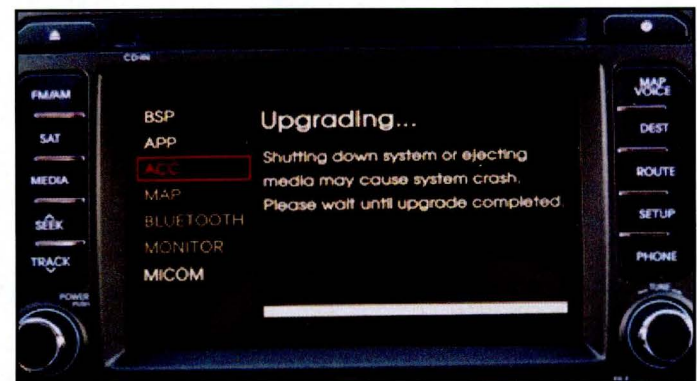 CD-IN
FM/AM
SAT
MEDIA
SEEK
TRACK
POWER
PUSH
BSP
APP
ACC
MAP
BLUETOOTH
MONITOR
MICOM
Upgrading...
Shutting down system or ejecting
media may cause system crash.
Please wait until upgrade completed.
MAP
VOICE
DEST
ROUTE
SETUP
PHONE
TUNE